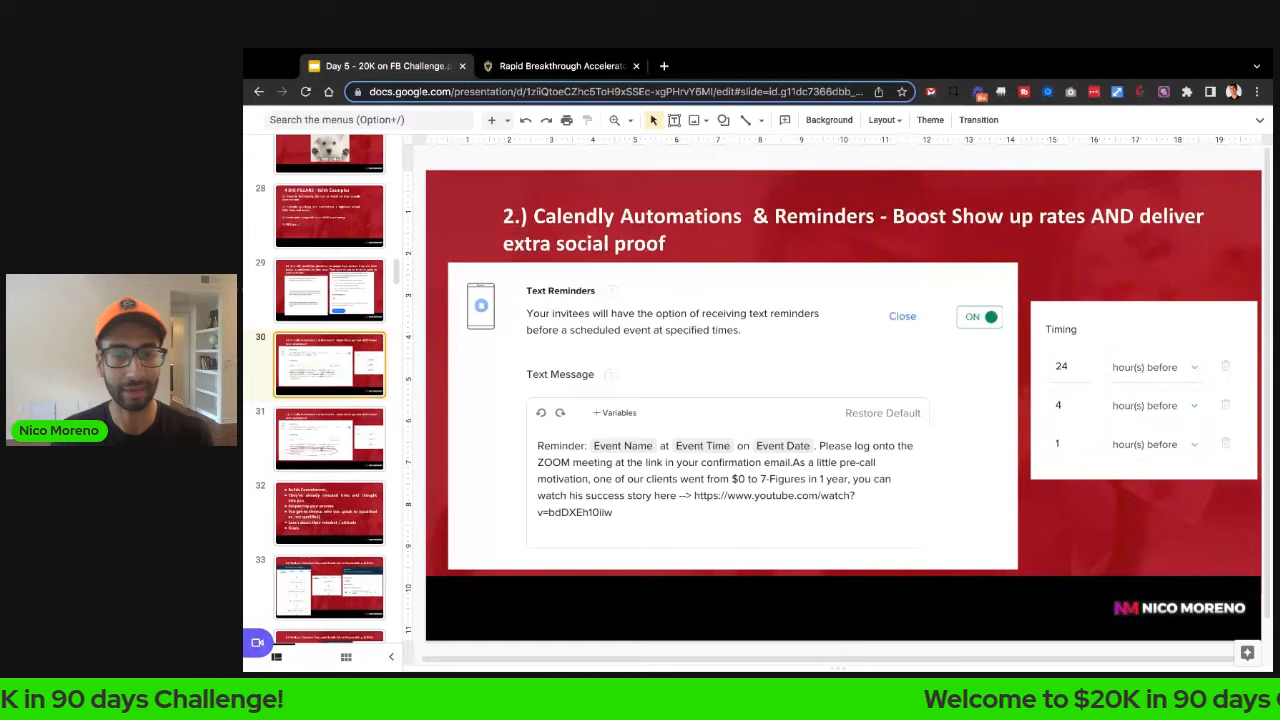 Day 5 - 20K on FB Challenge.p
Rapid Breakthrough Accelerato
docs.google.com/presentation/d/1ziiQtoeCZhc5ToH9xSSEc-xgPHrvY6MI/edit#slide=id.g11dc7366dbb_...
Search the menus (Option+/)
Background
Layout
Theme
Transition
28
4 BIG PILLARS - With Examples
29
30
31
32
33
2.) Calendly Automations & Reminders - Boost Show up rates AND deliver
extra social proof
Text Reminders
Your invitees will have the option of receiving text reminders
before a scheduled event at specified times.
Close
ON
Text Message
Variables
Restore Default
Reminder: Event Name at Event Time, Event Date. Please log onto the
ZOOM meeting at the link in your confirmation email.As a little pre-call
motivation, one of our clients went from $0 to 7-Figures in 1 year, you can
watch his success story here --> https://www.youtube.com/watch?
v=bdDXEh10iiw
Timing
24 hour(s) before
4 hour(s) before
1 hour(s) before
NM NICO MORENO
Nico Moreno
K in 90 days Challenge!
Welcome to $20K in 90 days